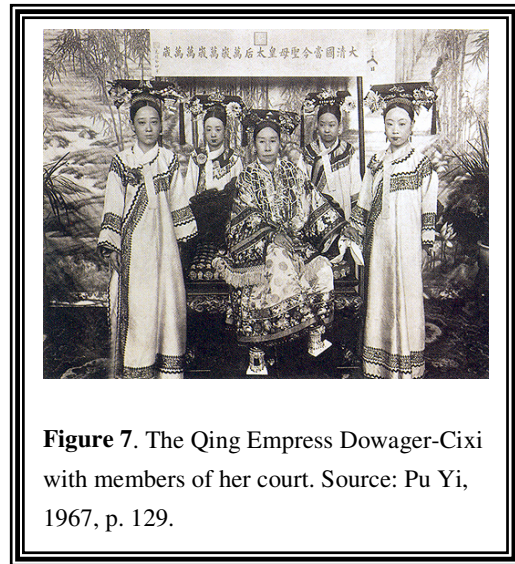 大清國當今聖母皇太后萬歲萬歲萬萬歲
Figure 7. The Qing Empress Dowager-Cixi
with members of her court. Source: Pu Yi,
1967, p. 129.